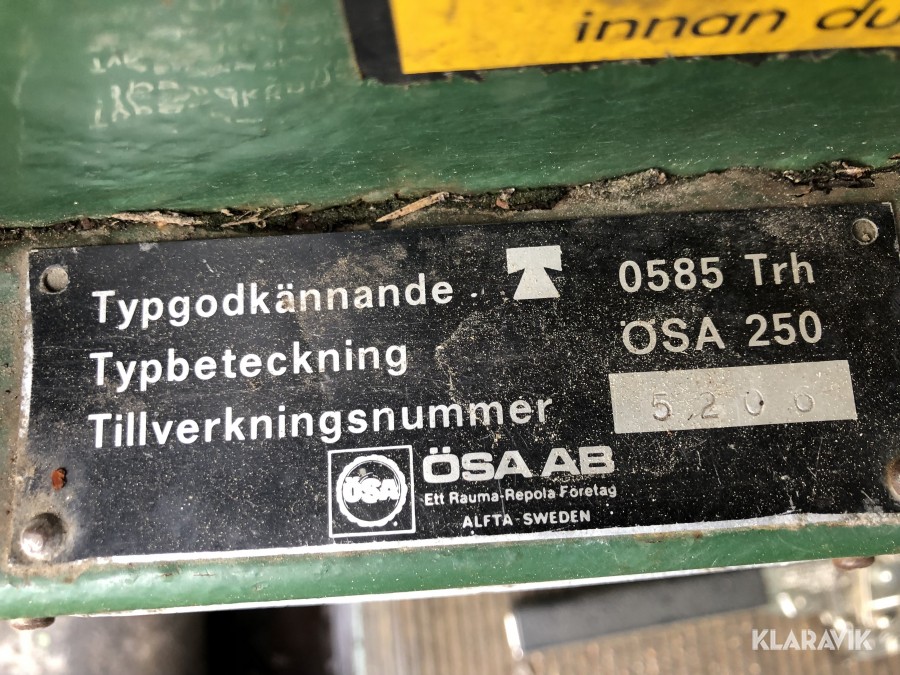 innan du
Typgodkännande 0585 Trh
Typbeteckning ÖSA 250
Tillverkningsnummer 5200
ÖSA
ÖSA AB
Ett Rauma-Repola Företag
ALFTA - SWEDEN
KLARAVIK